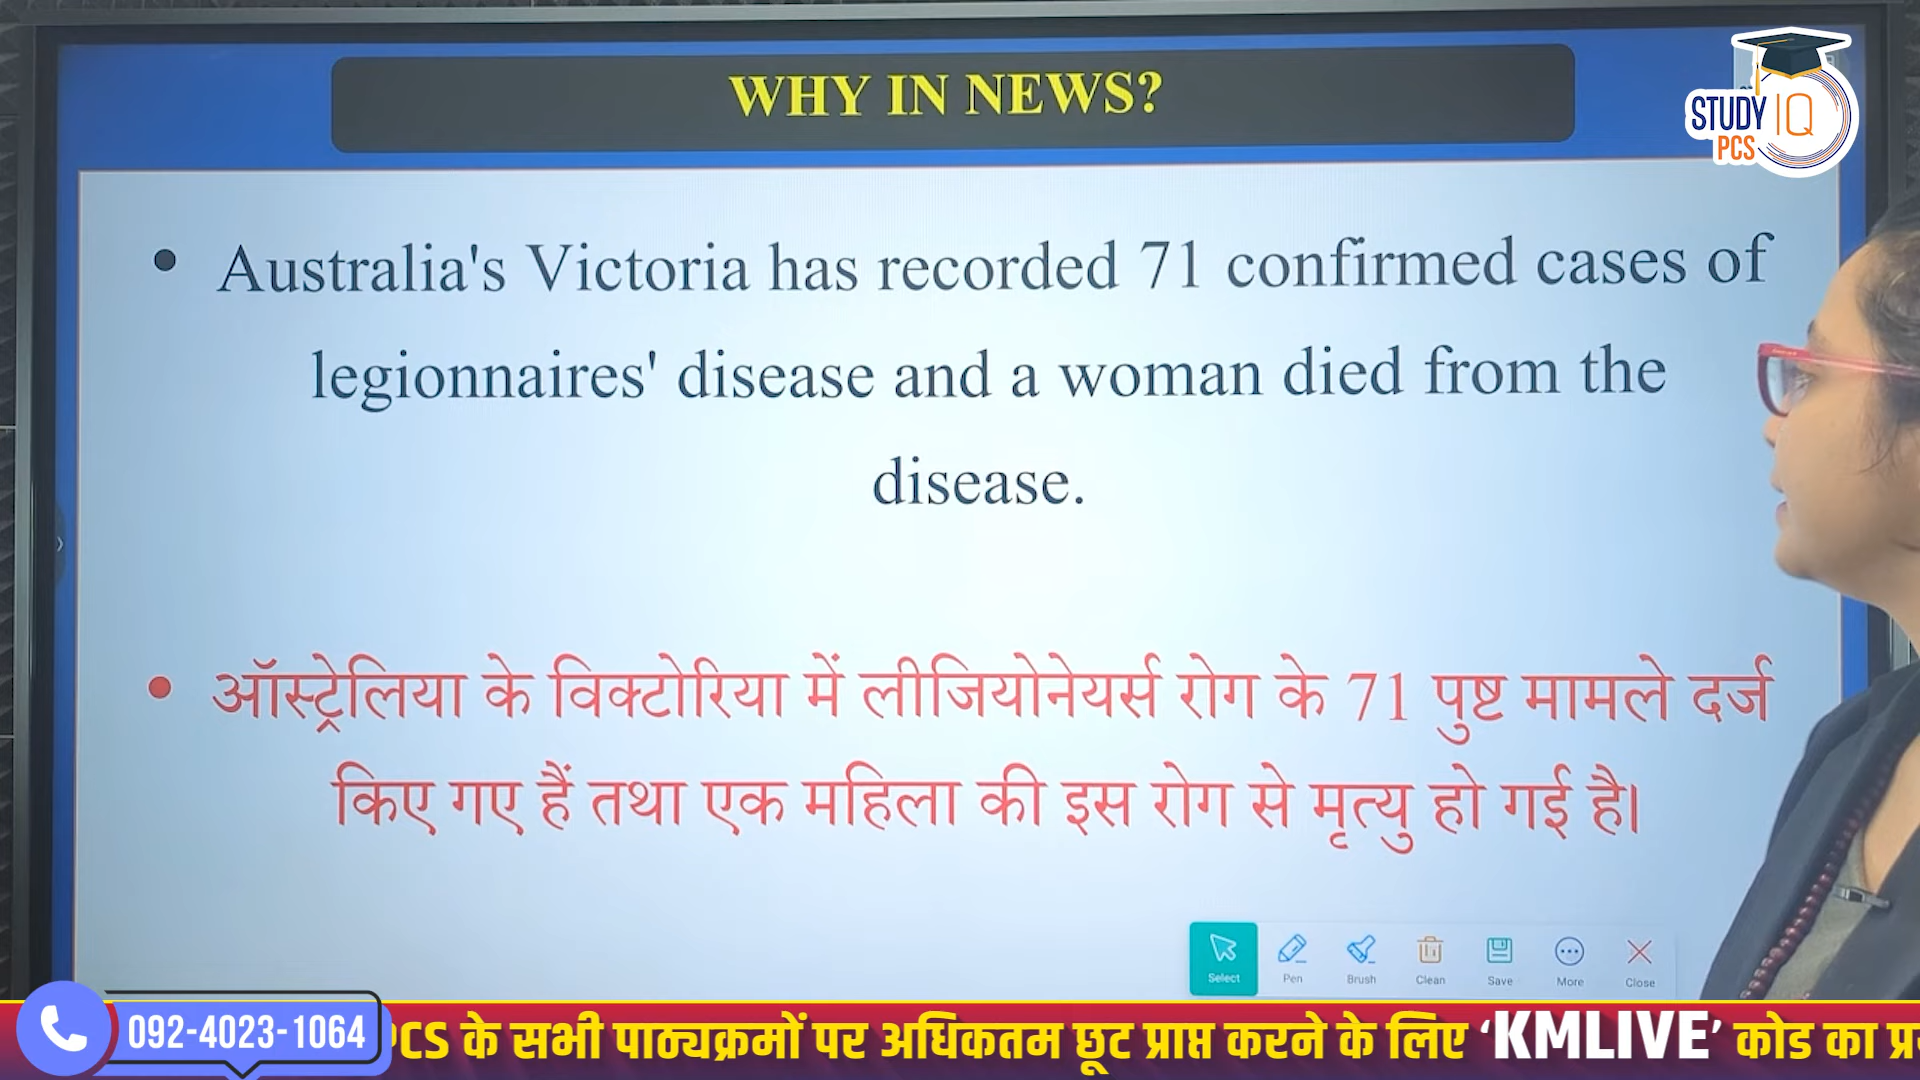 WHY IN NEWS?
STUDY IQ
PCS
• Australia's Victoria has recorded 71 confirmed cases of
legionnaires' disease and a woman died from the
disease.
• ऑस्ट्रेलिया के विक्टोरिया में लीजियोनेयर्स रोग के 71 पुष्ट मामले दर्ज
किए गए हैं तथा एक महिला की इस रोग से मृत्यु हो गई है।
Select Pen Brush Clean Save More Close
092-4023-1064
PCS के सभी पाठ्यक्रमों पर अधिकतम छूट प्राप्त करने के लिए ‘KMLIVE’ कोड का